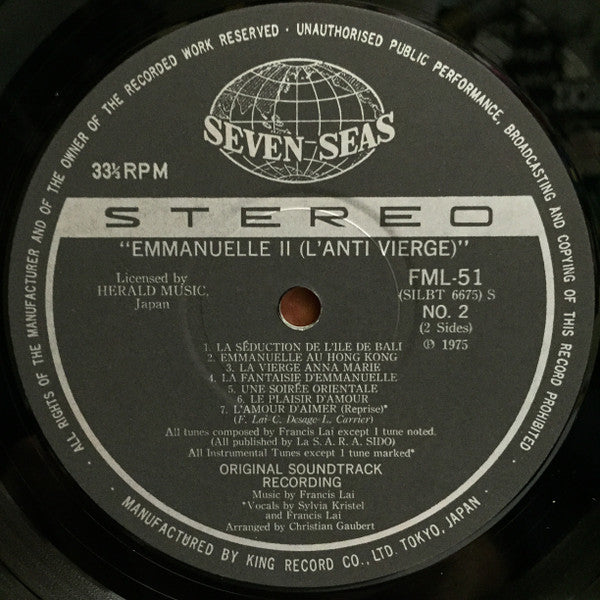 ALL RIGHTS OF THE MANUFACTURER AND OF THE OWNER OF THE RECORDED WORK RESERVED · UNAUTHORISED PUBLIC PERFORMANCE, BROADCASTING AND COPYING OF THIS RECORD PROHIBITED
SEVEN SEAS
33⅓ RPM
STEREO
"EMMANUELLE II (L'ANTI VIERGE)"
Licensed by
HERALD MUSIC,
Japan
FML-51
(SILBT 6675) S
NO. 2
(2 Sides)
℗ 1975
1. LA SÉDUCTION DE L'ILE DE BALI
2. EMMANUELLE AU HONG KONG
3. LA VIERGE ANNA MARIE
4. LA FANTAISIE D'EMMANUELLE
5. UNE SOIRÉE ORIENTALE
6. LE PLAISIR D'AMOUR
7. L'AMOUR D'AIMER (Reprise)*
(F. Lai-C. Desage-L. Carrier)
All tunes composed by Francis Lai except 1 tune noted.
(All published by La S. A. R. A. SIDO)
All Instrumental Tunes except 1 tune marked*
ORIGINAL SOUNDTRACK
RECORDING
Music by Francis Lai
*Vocals by Sylvia Kristel
and Francis Lai
Arranged by Christian Gaubert
· MANUFACTURED BY KING RECORD CO., LTD. TOKYO, JAPAN ·